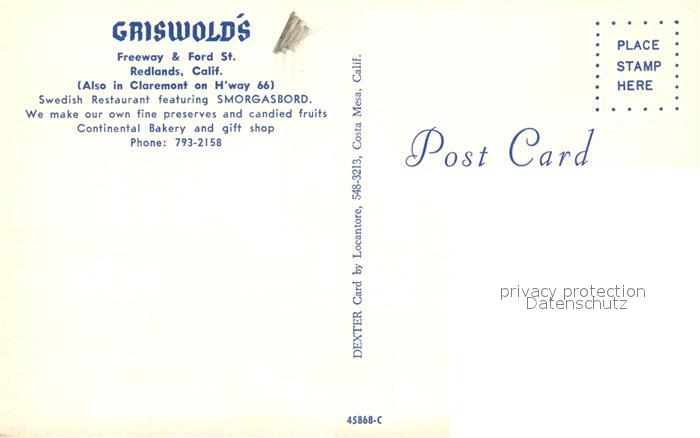 GRISWOLD'S
Freeway & Ford St.
Redlands, Calif.
(Also in Claremont on H'way 66)
Swedish Restaurant featuring SMORGASBORD.
We make our own fine preserves and candied fruits
Continental Bakery and gift shop
Phone: 793-2158
DEXTER Card by Locantore, 548-3213, Costa Mesa, Calif.
45868-C
PLACE
STAMP
HERE
Post Card
privacy protection
Datenschutz